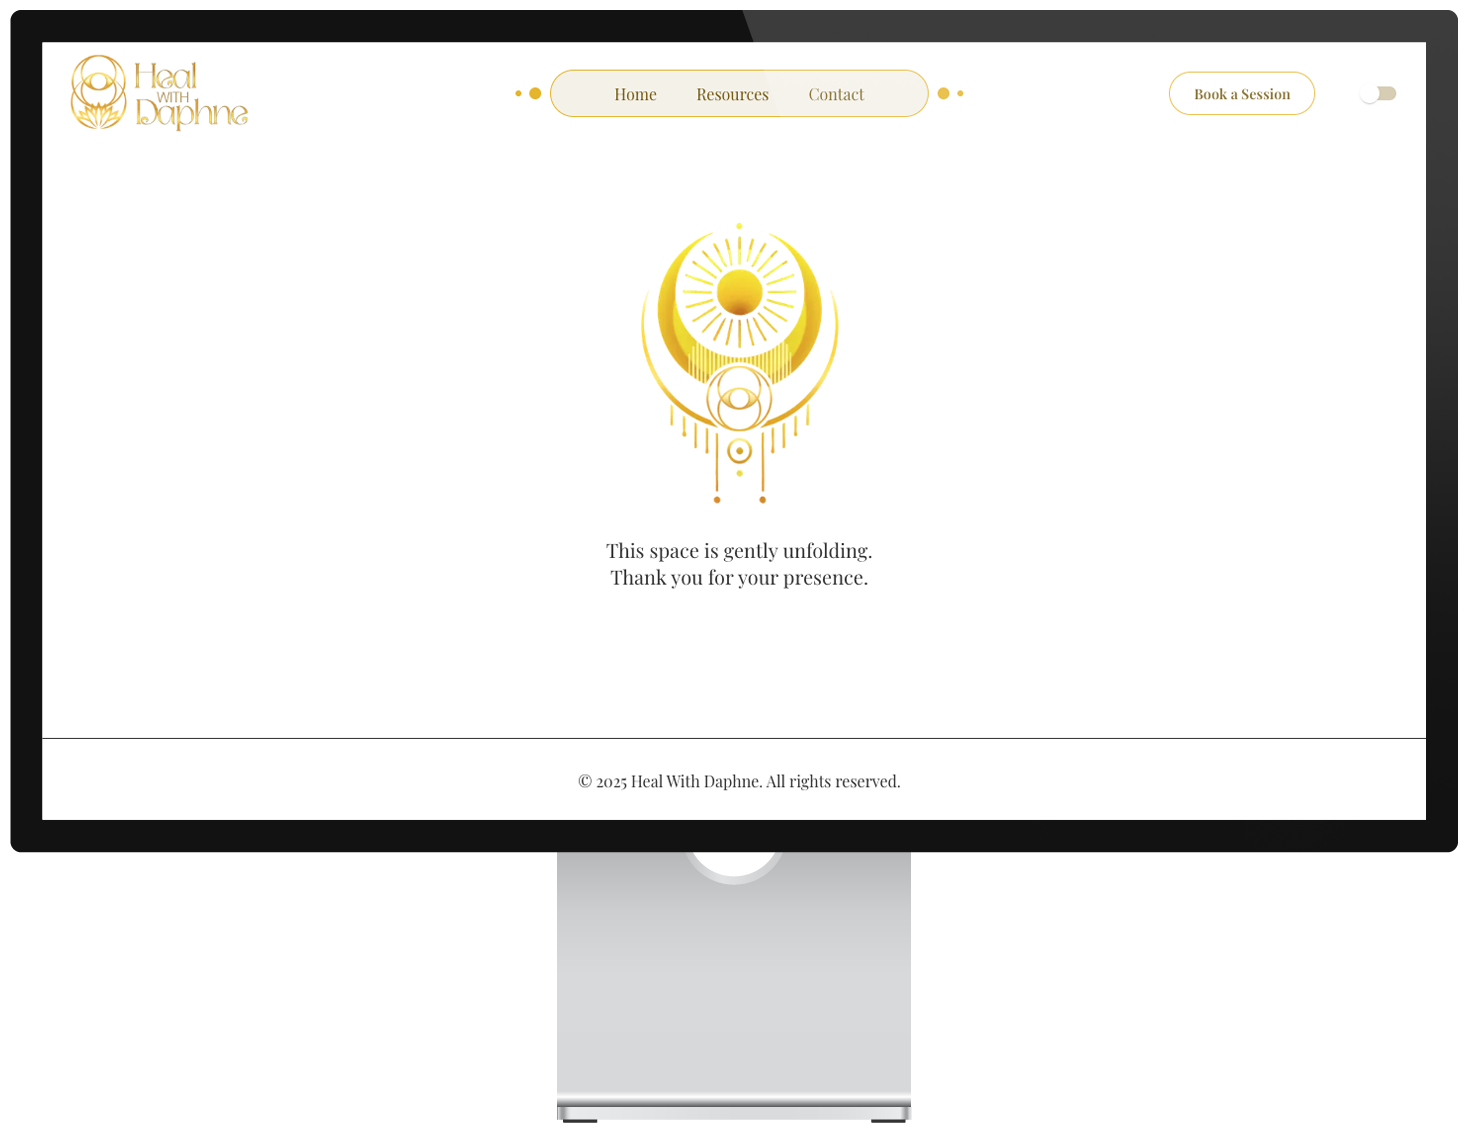 Heal
WITH
Daphne
Home
Resources
Contact
Book a Session
This space is gently unfolding.
Thank you for your presence.
© 2025 Heal With Daphne. All rights reserved.